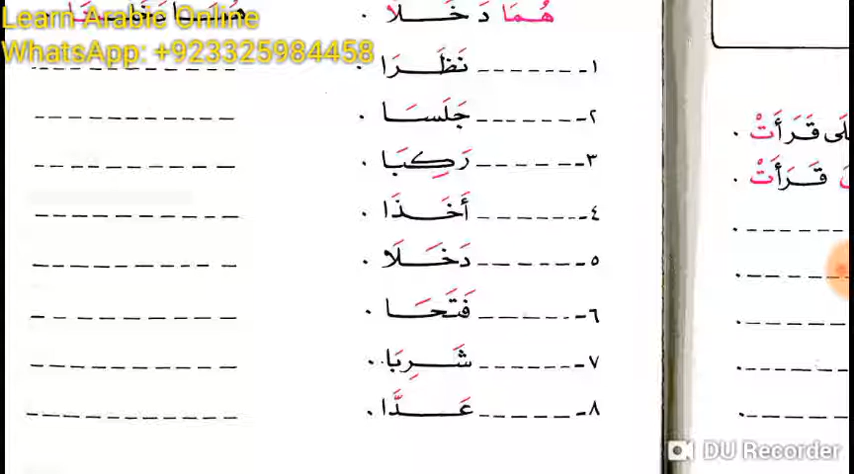 Learn Arabic Online
WhatsApp: +923325984458
هُمَا دَخَلَا .
١- نَظَرَا .
٢- جَلَسَا .
٣- رَكِبَا .
٤- أَخَذَا .
٥- دَخَلَا .
٦- فَتَحَا .
٧- شَرِبَا .
٨- عَدَّا .
قَرَأَتْ .
قَرَأَتْ .
DU Recorder